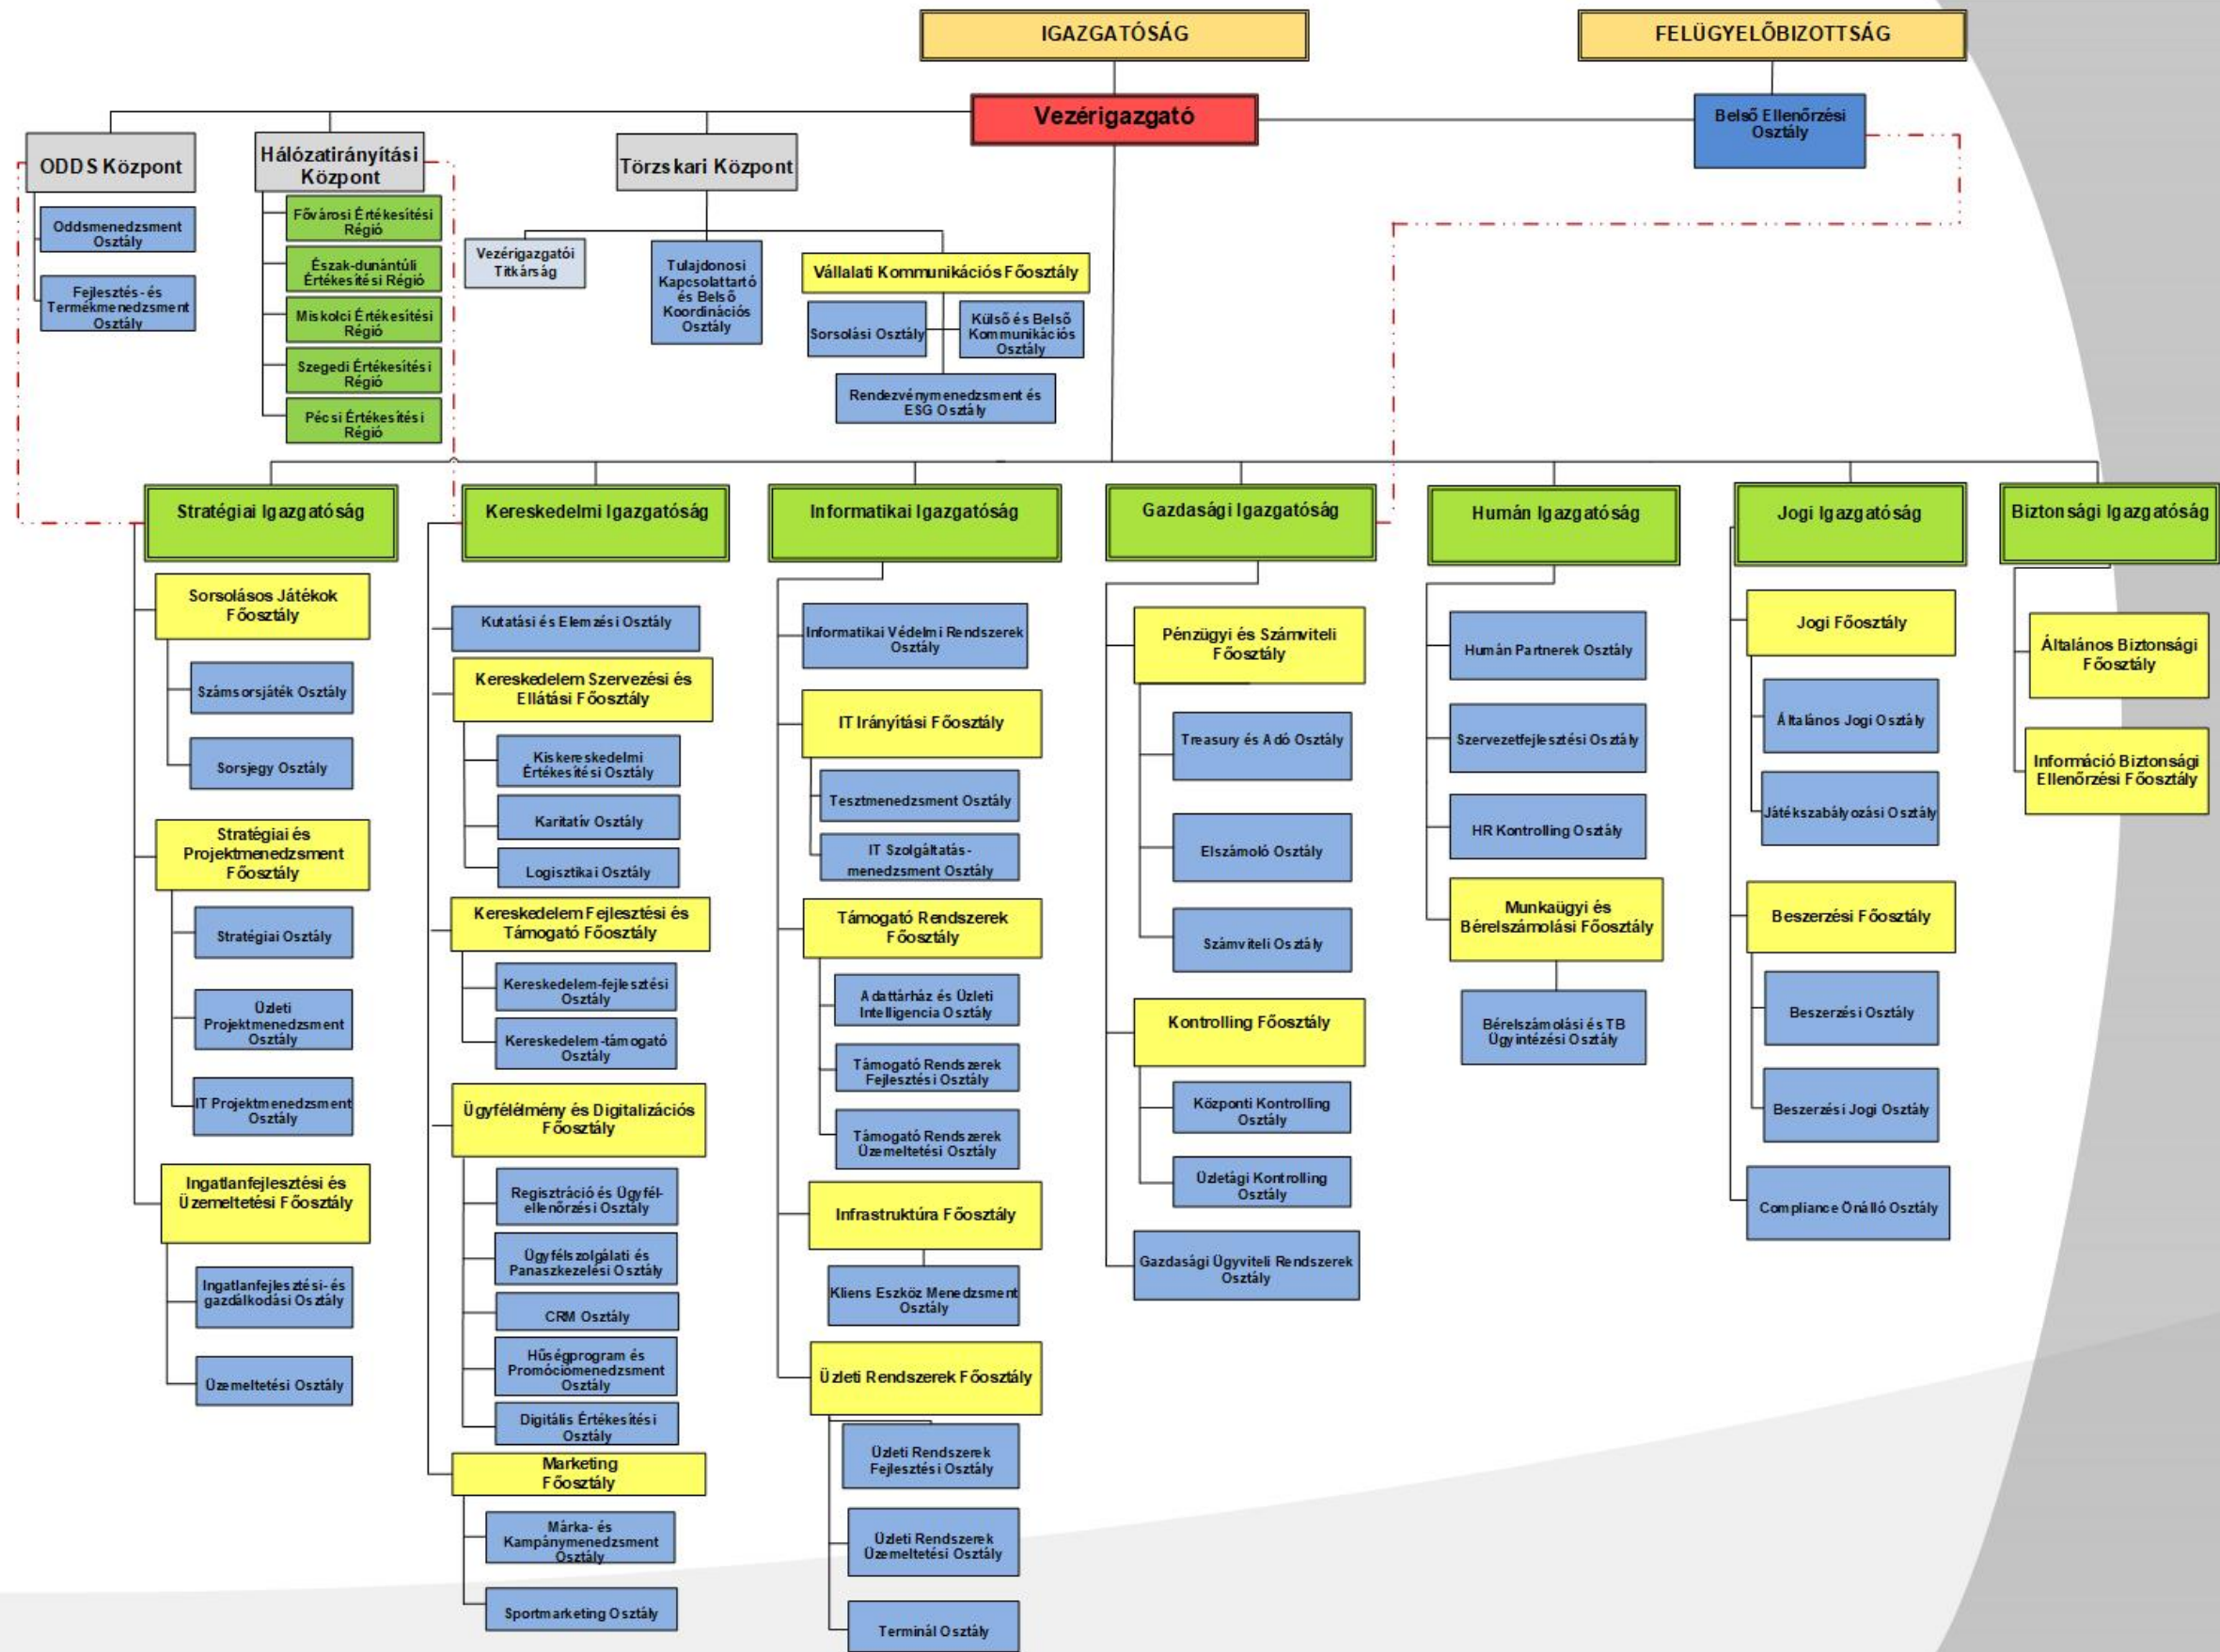 IGAZGATÓSÁG
FELÜGYELŐBIZOTTSÁG
Vezérigazgató
Belső Ellenőrzési
Osztály
ODDS Központ
Oddsmenedzsment
Osztály
Fejlesztés- és
Termékmenedzsment
Osztály
Hálózatirányítási
Központ
Fővárosi Értékesítési
Régió
Észak-dunántúli
Értékesítési Régió
Miskolci Értékesítési
Régió
Szegedi Értékesítési
Régió
Pécsi Értékesítési
Régió
Törzskari Központ
Vezérigazgatói
Titkárság
Tulajdonosi
Kapcsolattartó
és Belső
Koordinációs
Osztály
Vállalati Kommunikációs Főosztály
Sorsolási Osztály
Külső és Belső
Kommunikációs
Osztály
Rendezvénymenedzsment és
ESG Osztály
Stratégiai Igazgatóság
Sorsolásos Játékok
Főosztály
Számsorsjáték Osztály
Sorsjegy Osztály
Stratégiai és
Projektmenedzsment
Főosztály
Stratégiai Osztály
Üzleti
Projektmenedzsment
Osztály
IT Projektmenedzsment
Osztály
Ingatlanfejlesztési és
Üzemeltetési Főosztály
Ingatlanfejlesztési- és
gazdálkodási Osztály
Üzemeltetési Osztály
Kereskedelmi Igazgatóság
Kutatási és Elemzési Osztály
Kereskedelem Szervezési és
Ellátási Főosztály
Kiskereskedelmi
Értékesítési Osztály
Karitatív Osztály
Logisztikai Osztály
Kereskedelem Fejlesztési és
Támogató Főosztály
Kereskedelem-fejlesztési
Osztály
Kereskedelem-támogató
Osztály
Ügyfélélmény és Digitalizációs
Főosztály
Regisztráció és Ügyfél-
ellenőrzési Osztály
Ügyfélszolgálati és
Panaszkezelési Osztály
CRM Osztály
Hűségprogram és
Promóciómenedzsment
Osztály
Digitális Értékesítési
Osztály
Marketing
Főosztály
Márka- és
Kampánymenedzsment
Osztály
Sportmarketing Osztály
Informatikai Igazgatóság
Informatikai Védelmi Rendszerek
Osztály
IT Irányítási Főosztály
Tesztmenedzsment Osztály
IT Szolgáltatás-
menedzsment Osztály
Támogató Rendszerek
Főosztály
Adattárház és Üzleti
Intelligencia Osztály
Támogató Rendszerek
Fejlesztési Osztály
Támogató Rendszerek
Üzemeltetési Osztály
Infrastruktúra Főosztály
Kliens Eszköz Menedzsment
Osztály
Üzleti Rendszerek Főosztály
Üzleti Rendszerek
Fejlesztési Osztály
Üzleti Rendszerek
Üzemeltetési Osztály
Terminál Osztály
Gazdasági Igazgatóság
Pénzügyi és Számviteli
Főosztály
Treasury és Adó Osztály
Elszámoló Osztály
Számviteli Osztály
Kontrolling Főosztály
Központi Kontrolling
Osztály
Üzletági Kontrolling
Osztály
Gazdasági Ügyviteli Rendszerek
Osztály
Humán Igazgatóság
Humán Partnerek Osztály
Szervezetfejlesztési Osztály
HR Kontrolling Osztály
Munkaügyi és
Bérelszámolási Főosztály
Bérelszámolási és TB
Ügyintézési Osztály
Jogi Igazgatóság
Jogi Főosztály
Általános Jogi Osztály
Játékszabályozási Osztály
Beszerzési Főosztály
Beszerzési Osztály
Beszerzési Jogi Osztály
Compliance Önálló Osztály
Biztonsági Igazgatóság
Általános Biztonsági
Főosztály
Információ Biztonsági
Ellenőrzési Főosztály